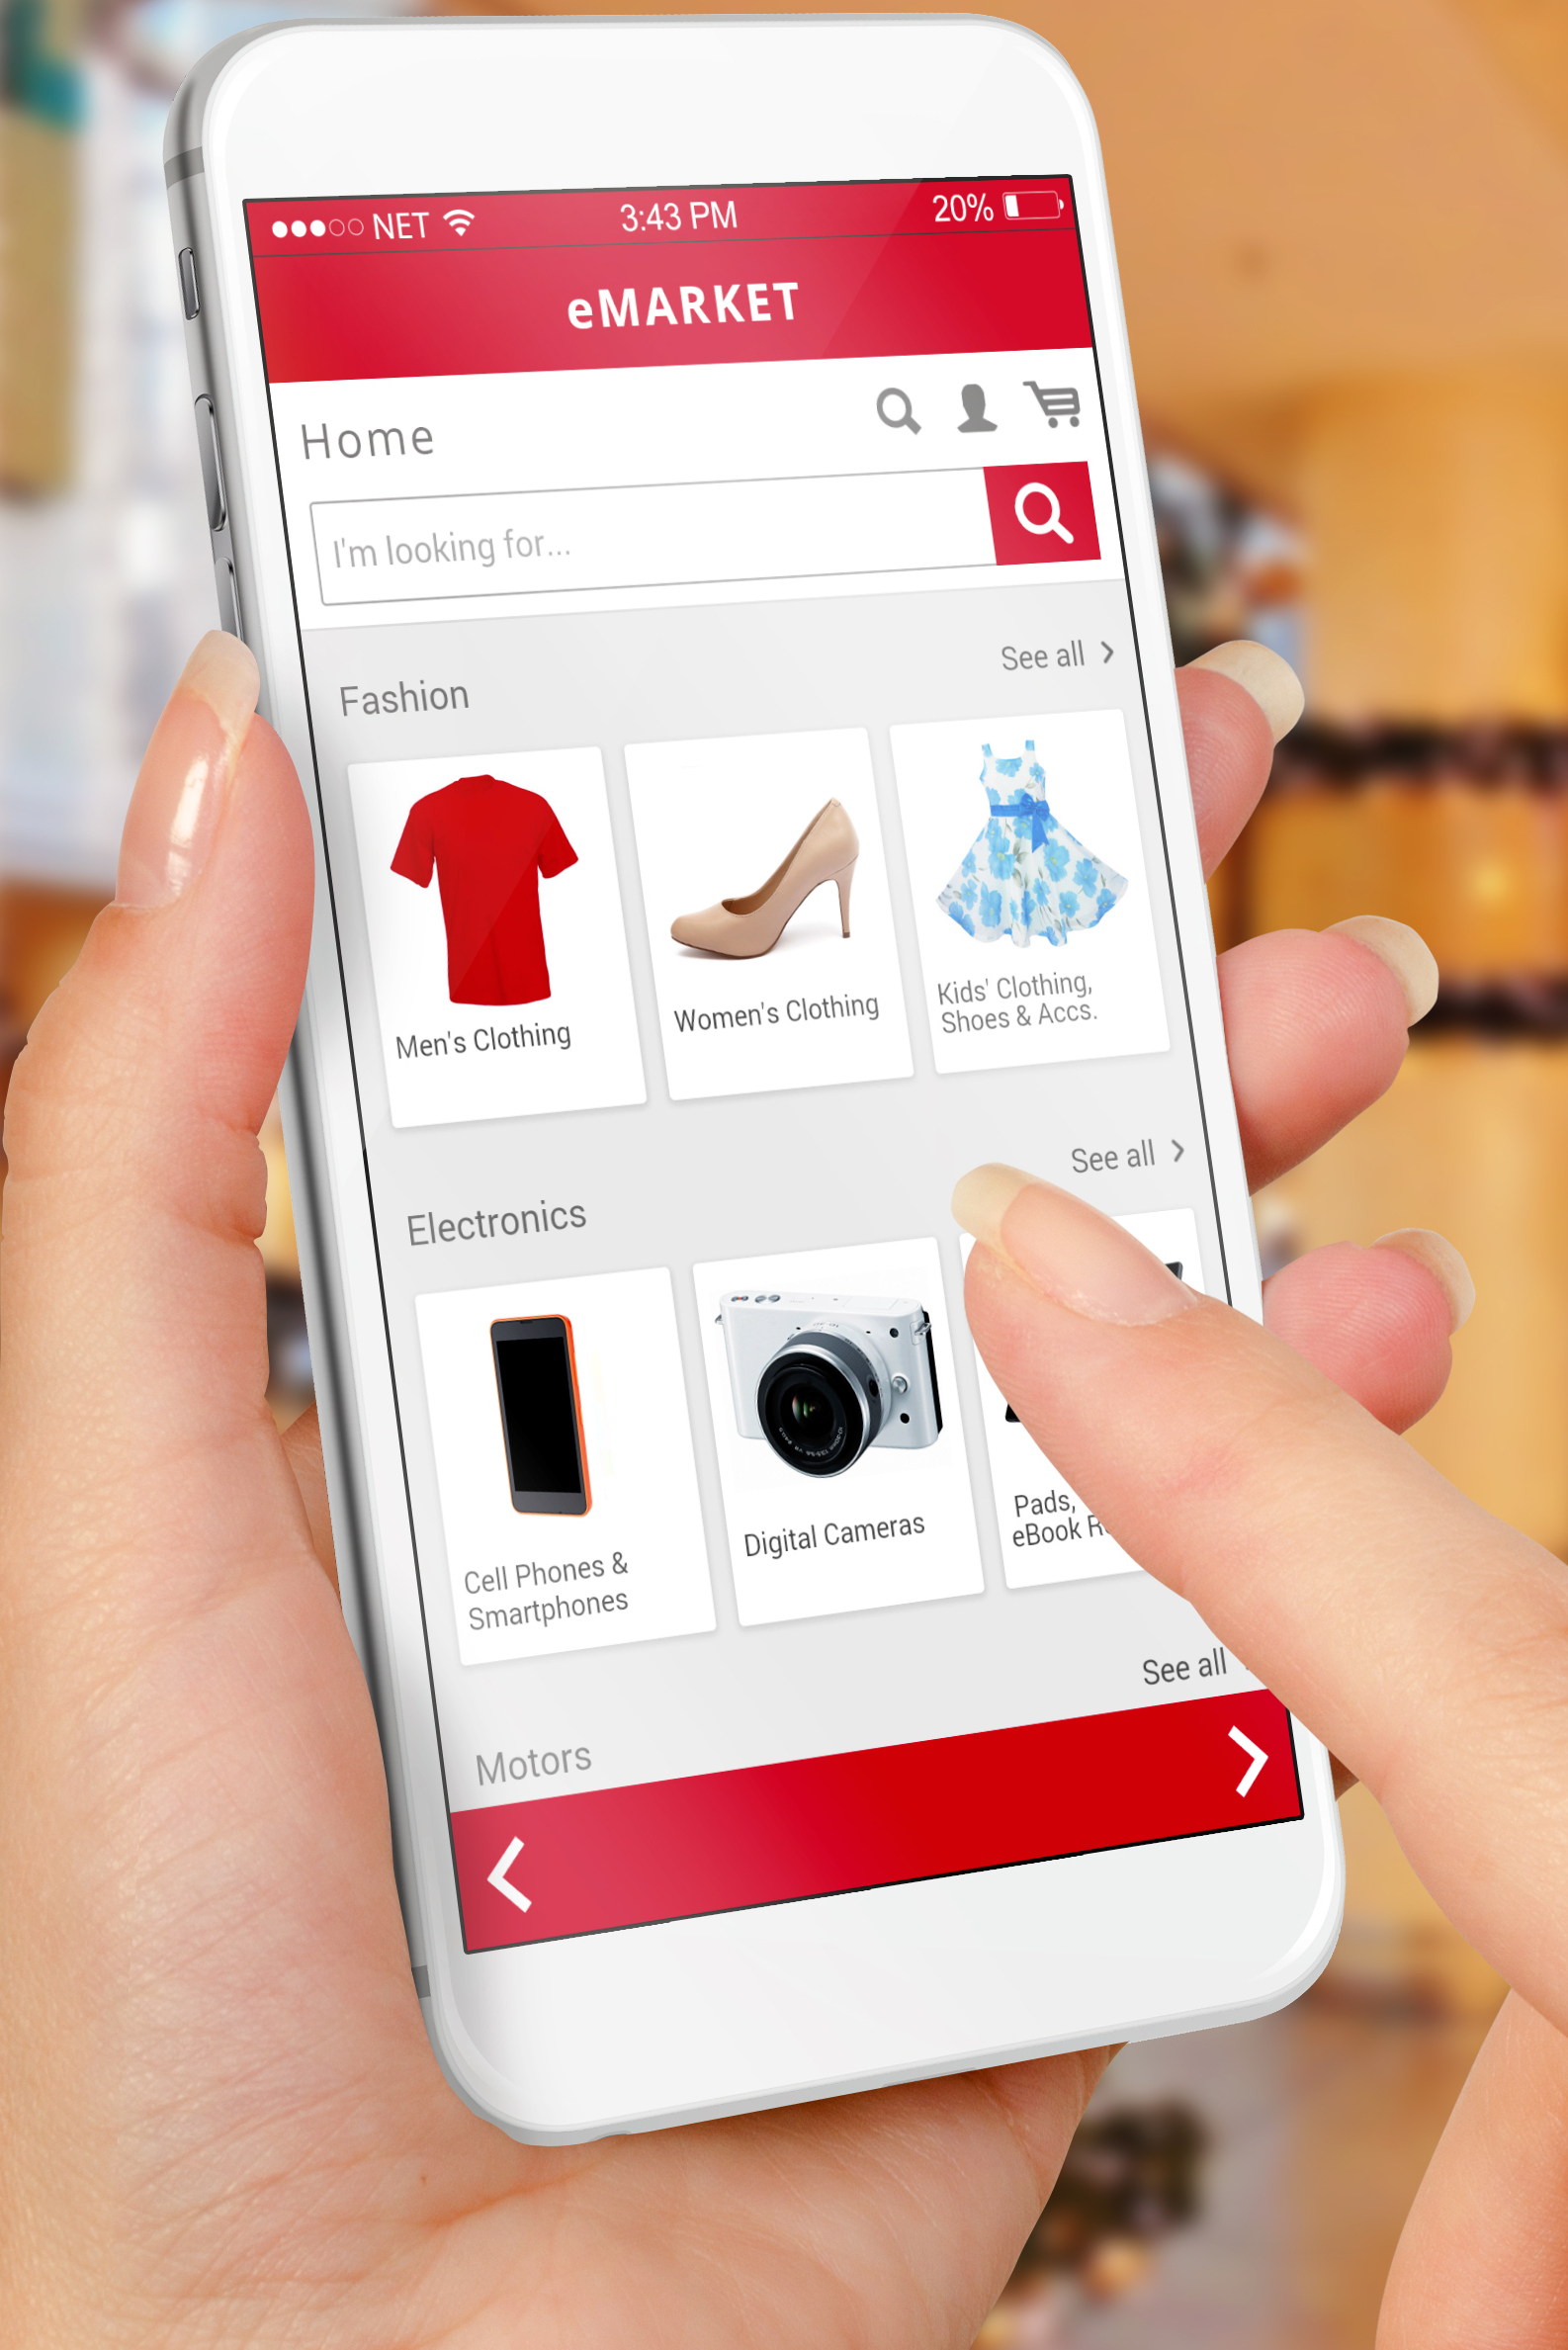 NET 3:43 PM 20%
eMARKET
Home
I'm looking for...
See all
Fashion
Men's Clothing
Women's Clothing
Kids' Clothing,
Shoes & Accs.
See all
Electronics
Cell Phones &
Smartphones
Digital Cameras
Pads,
eBook
See all
Motors